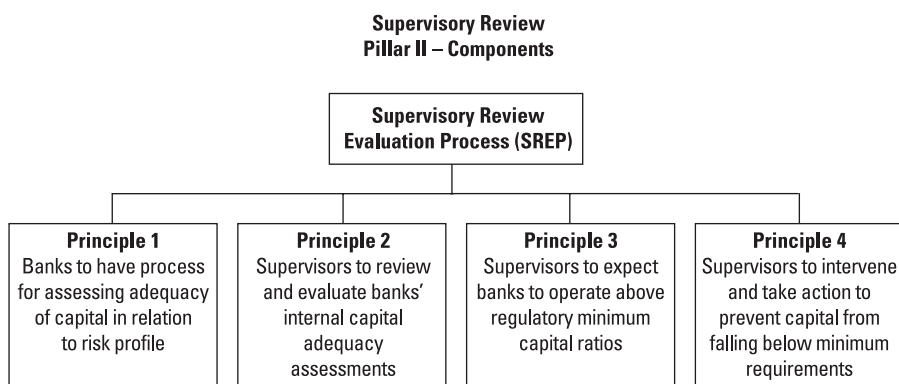 Supervisory Review
Pillar II – Components
Supervisory Review
Evaluation Process (SREP)
Principle 1
Banks to have process
for assessing adequacy
of capital in relation
to risk profile
Principle 2
Supervisors to review
and evaluate banks’
internal capital
adequacy
assessments
Principle 3
Supervisors to expect
banks to operate above
regulatory minimum
capital ratios
Principle 4
Supervisors to intervene
and take action to
prevent capital from
falling below minimum
requirements